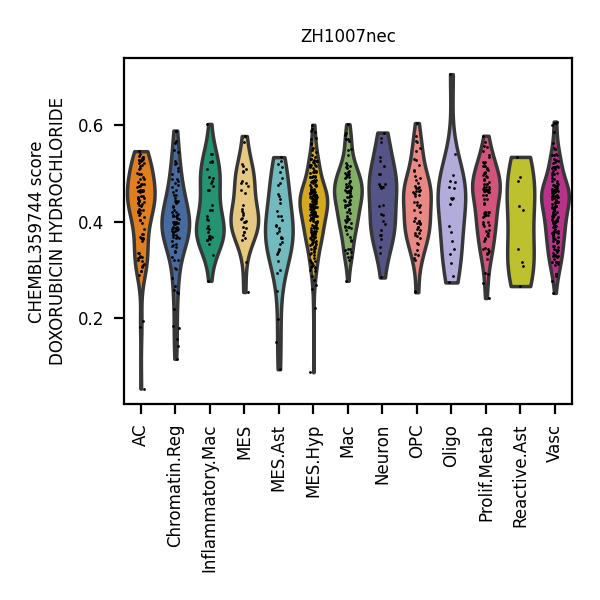 ZH1007nec
CHEMBL359744 score
DOXORUBICIN HYDROCHLORIDE
0.6
0.4
0.2
AC
Chromatin.Reg
Inflammatory.Mac
MES
MES.Ast
MES.Hyp
Mac
Neuron
OPC
Oligo
Prolif.Metab
Reactive.Ast
Vasc